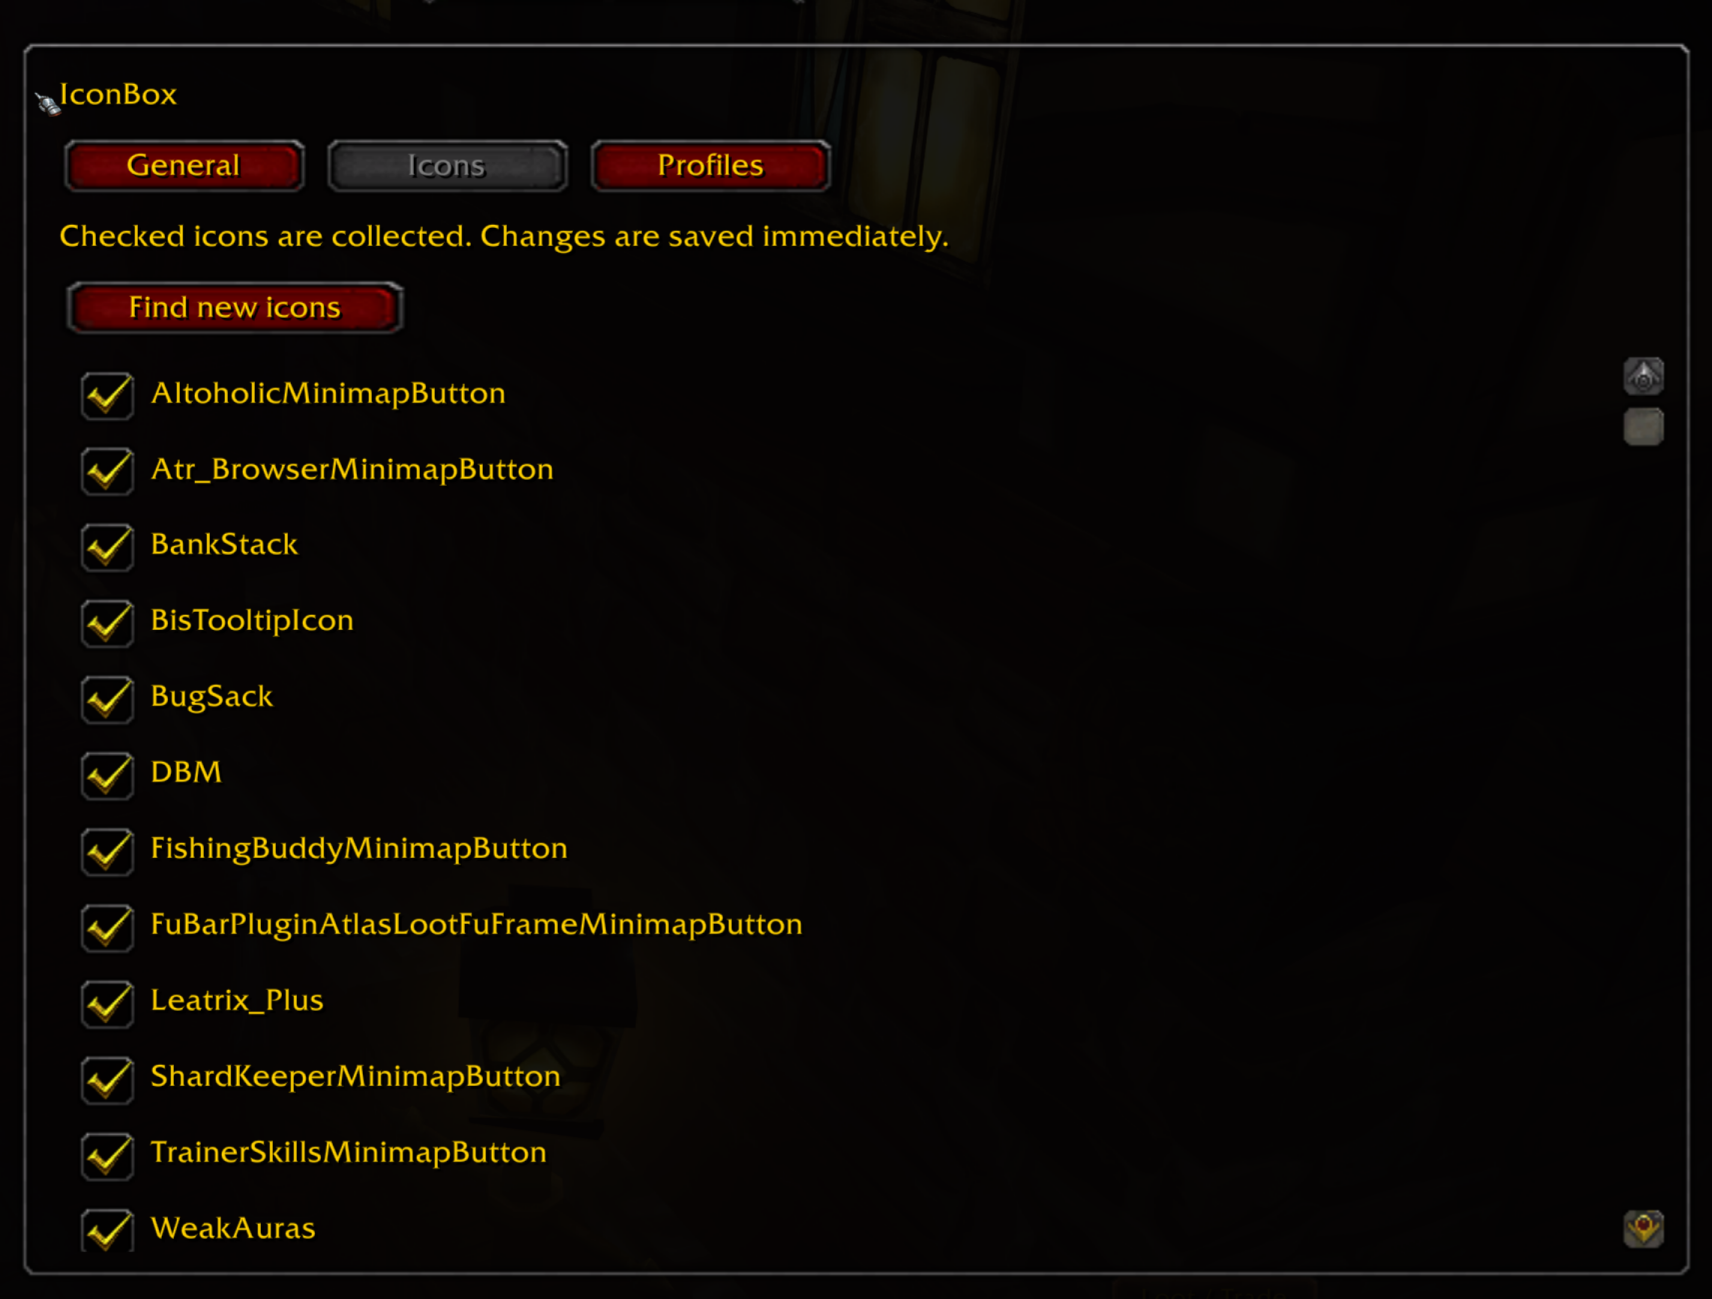 IconBox
General Icons Profiles
Checked icons are collected. Changes are saved immediately.
Find new icons
AltoholicMinimapButton
Atr_BrowserMinimapButton
BankStack
BisTooltipIcon
BugSack
DBM
FishingBuddyMinimapButton
FuBarPluginAtlasLootFuFrameMinimapButton
Leatrix_Plus
ShardKeeperMinimapButton
TrainerSkillsMinimapButton
WeakAuras